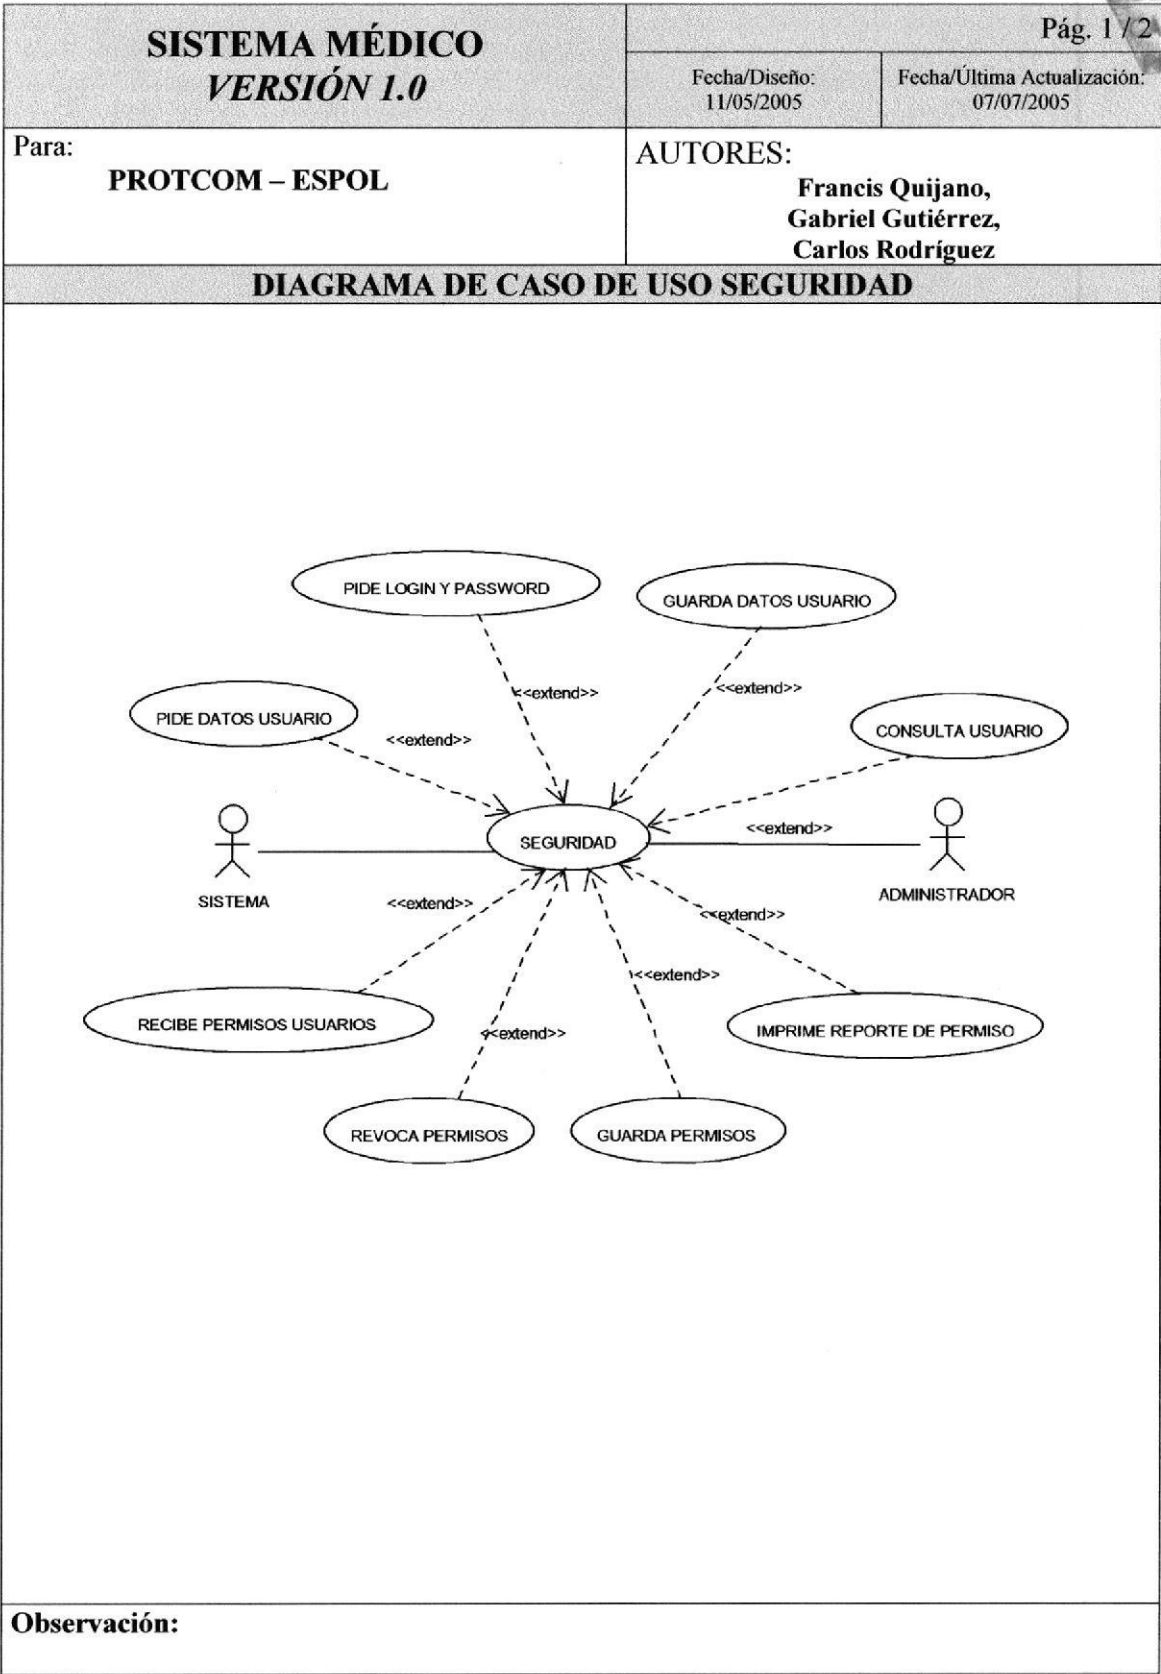 SISTEMA MÉDICO
VERSIÓN 1.0
Pág. 1 / 2
Fecha/Diseño:
11/05/2005
Fecha/Última Actualización:
07/07/2005
Para:
PROTCOM – ESPOL
AUTORES:
Francis Quijano,
Gabriel Gutiérrez,
Carlos Rodríguez
DIAGRAMA DE CASO DE USO SEGURIDAD
PIDE LOGIN Y PASSWORD
GUARDA DATOS USUARIO
<<extend>>
<<extend>>
PIDE DATOS USUARIO
CONSULTA USUARIO
<<extend>>
<<extend>>
SEGURIDAD
SISTEMA
ADMINISTRADOR
<<extend>>
<<extend>>
<<extend>>
RECIBE PERMISOS USUARIOS
IMPRIME REPORTE DE PERMISO
<<extend>>
REVOCA PERMISOS
GUARDA PERMISOS
Observación: